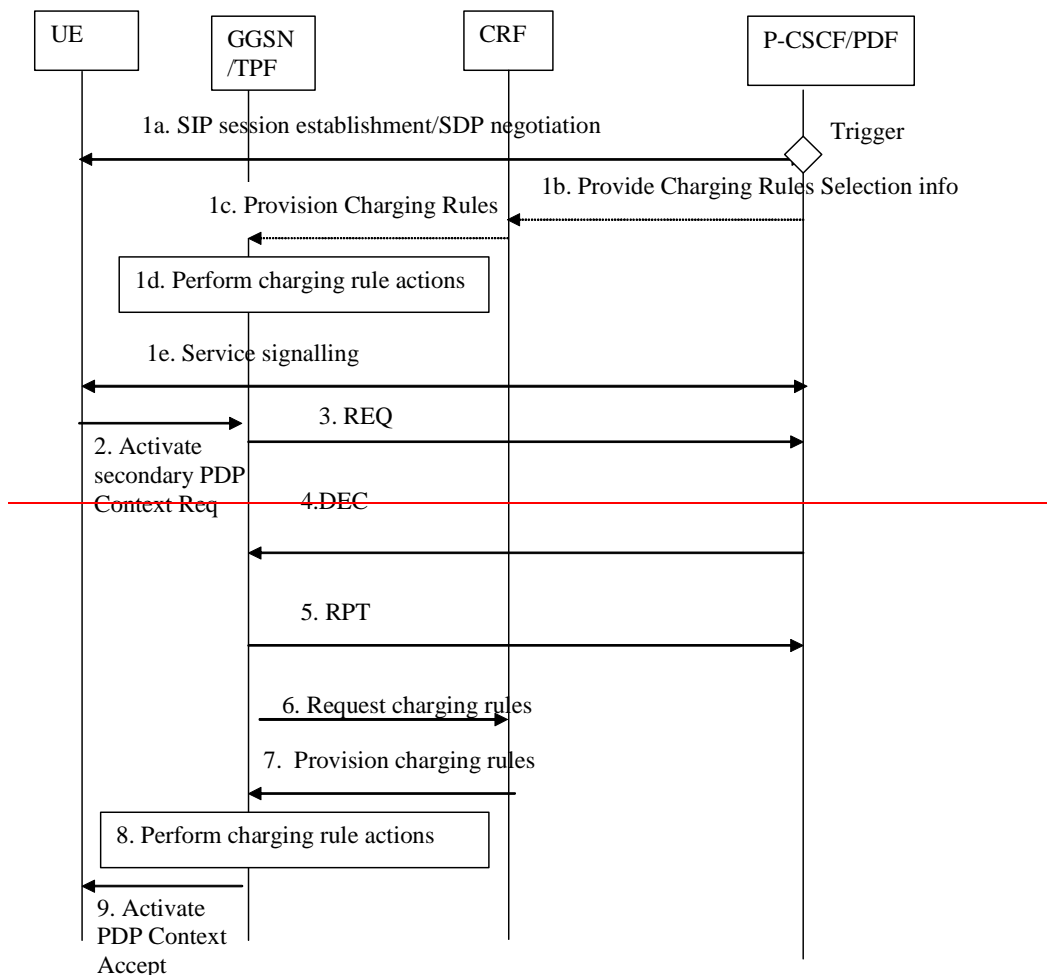 UE
GGSN
/TPF
CRF
P-CSCF/PDF
1a. SIP session establishment/SDP negotiation
Trigger
1b. Provide Charging Rules Selection info
1c. Provision Charging Rules
1d. Perform charging rule actions
1e. Service signalling
3. REQ
2. Activate
secondary PDP
Context Req
4.DEC
5. RPT
6. Request charging rules
7. Provision charging rules
8. Perform charging rule actions
9. Activate
PDP Context
Accept